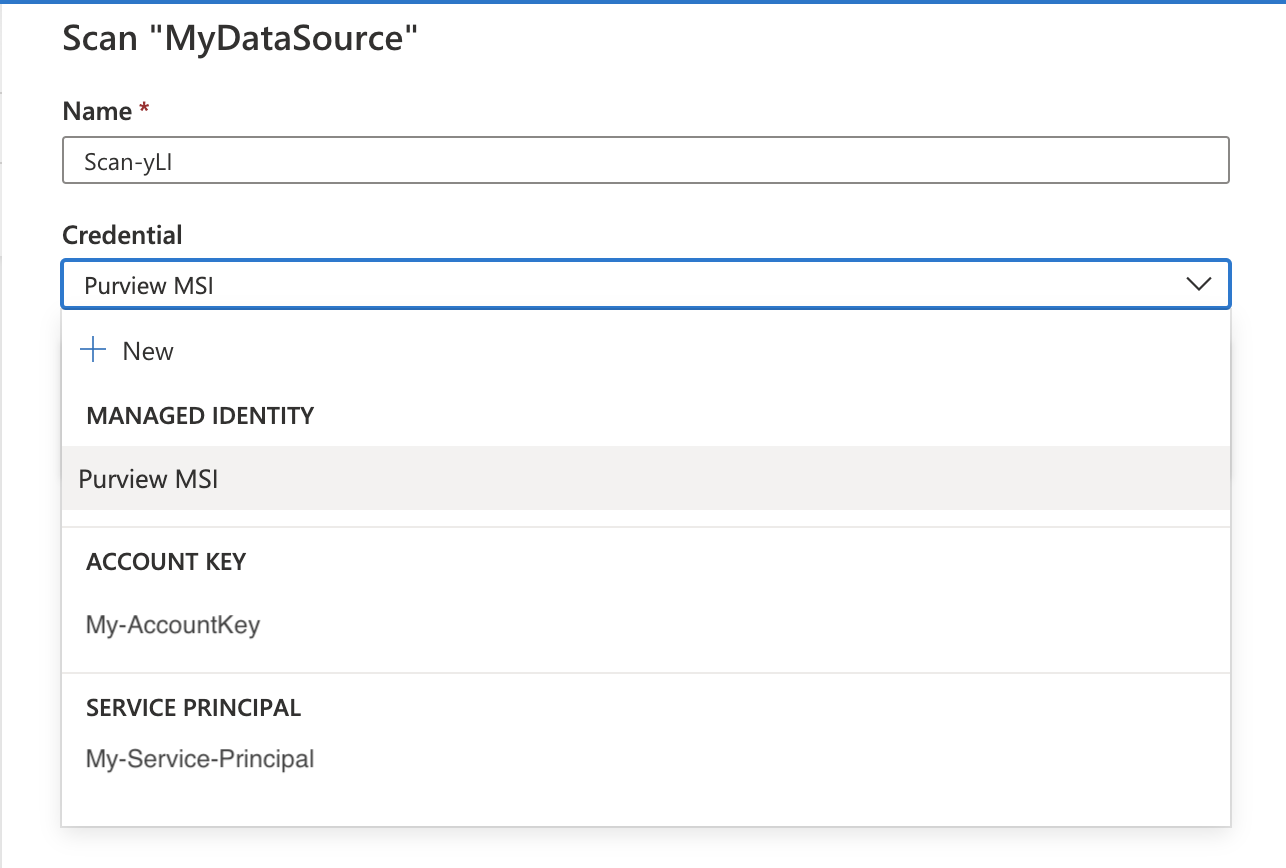 Scan "MyDataSource"
Name *
Scan-yLI
Credential
Purview MSI
New
MANAGED IDENTITY
Purview MSI
ACCOUNT KEY
My-AccountKey
SERVICE PRINCIPAL
My-Service-Principal